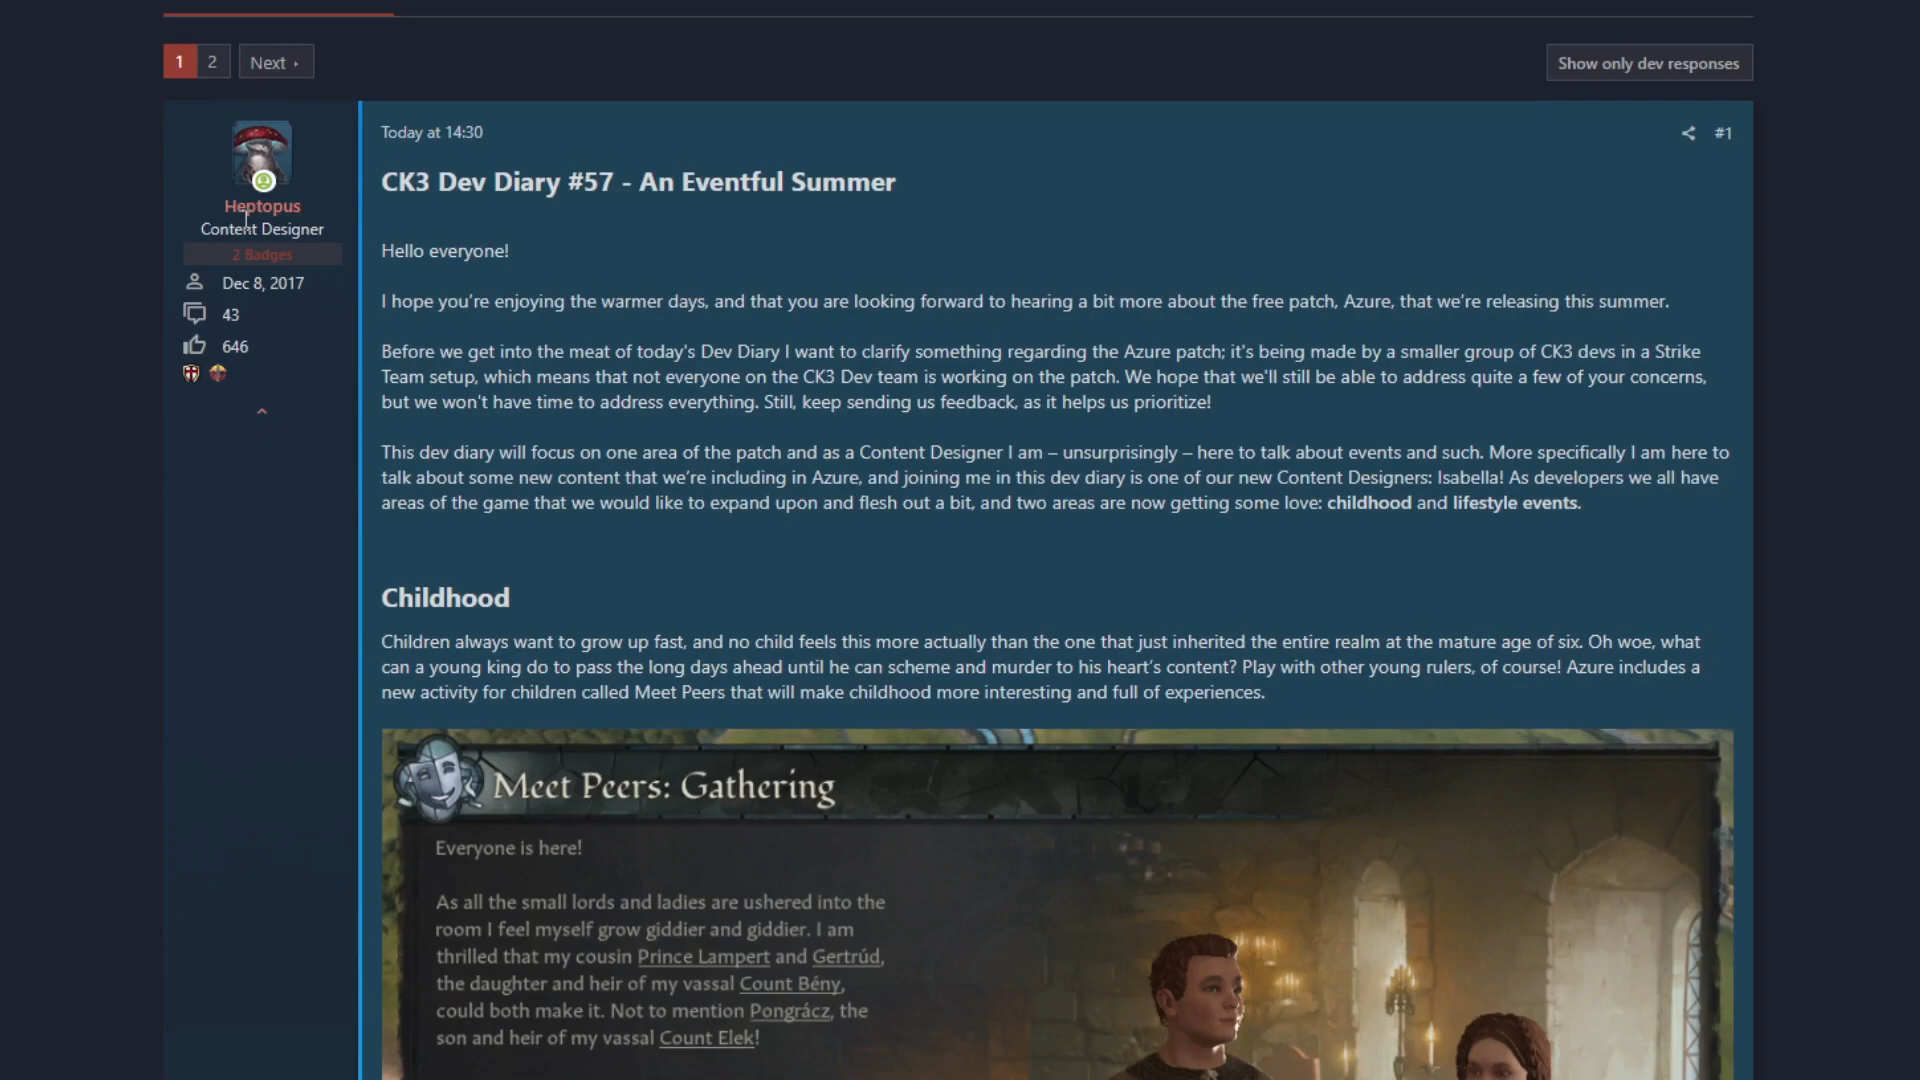 1 2 Next ›
Show only dev responses
Heptopus
Content Designer
2 Badges
Dec 8, 2017
43
646
Today at 14:30
#1
CK3 Dev Diary #57 - An Eventful Summer
Hello everyone!
I hope you’re enjoying the warmer days, and that you are looking forward to hearing a bit more about the free patch, Azure, that we’re releasing this summer.
Before we get into the meat of today's Dev Diary I want to clarify something regarding the Azure patch; it's being made by a smaller group of CK3 devs in a Strike
Team setup, which means that not everyone on the CK3 Dev team is working on the patch. We hope that we'll still be able to address quite a few of your concerns,
but we won't have time to address everything. Still, keep sending us feedback, as it helps us prioritize!
This dev diary will focus on one area of the patch and as a Content Designer I am – unsurprisingly – here to talk about events and such. More specifically I am here to
talk about some new content that we’re including in Azure, and joining me in this dev diary is one of our new Content Designers: Isabella! As developers we all have
areas of the game that we would like to expand upon and flesh out a bit, and two areas are now getting some love: childhood and lifestyle events.
Childhood
Children always want to grow up fast, and no child feels this more actually than the one that just inherited the entire realm at the mature age of six. Oh woe, what
can a young king do to pass the long days ahead until he can scheme and murder to his heart’s content? Play with other young rulers, of course! Azure includes a
new activity for children called Meet Peers that will make childhood more interesting and full of experiences.
Meet Peers: Gathering
Everyone is here!
As all the small lords and ladies are ushered into the
room I feel myself grow giddier and giddier. I am
thrilled that my cousin Prince Lampert and Gertrúd,
the daughter and heir of my vassal Count Bény,
could both make it. Not to mention Pongrácz, the
son and heir of my vassal Count Elek!